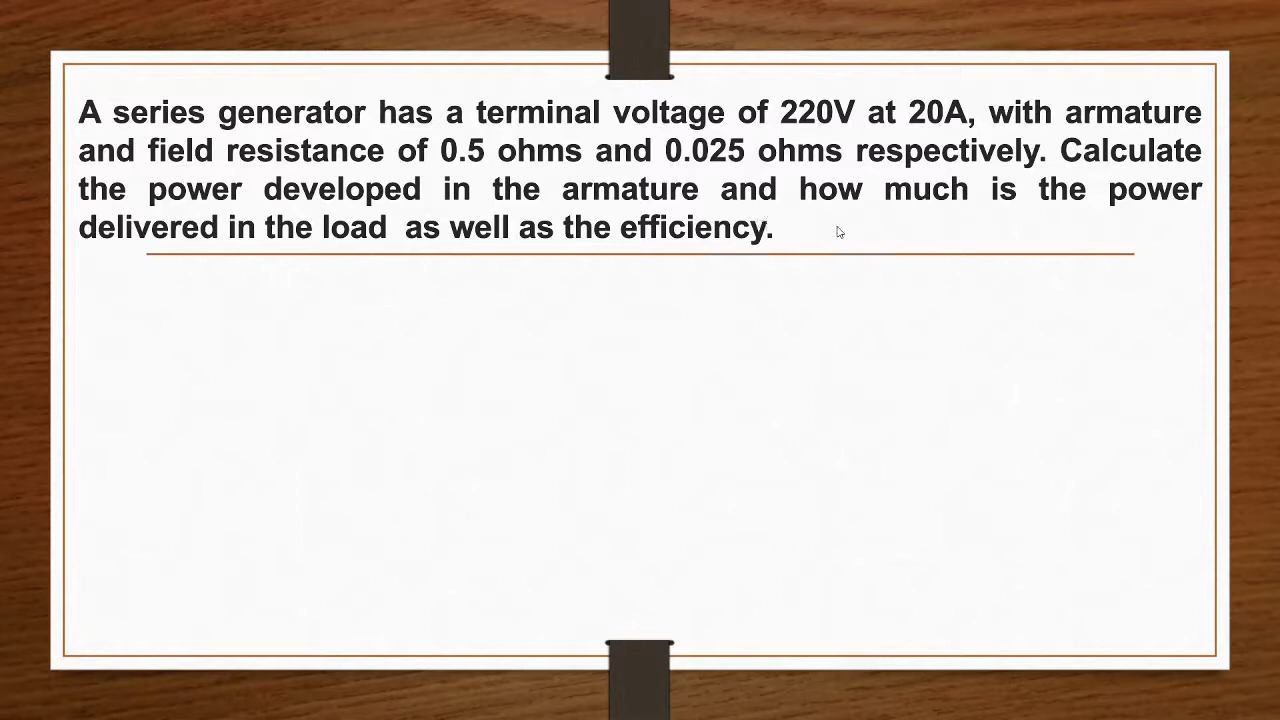 A series generator has a terminal voltage of 220V at 20A, with armature
and field resistance of 0.5 ohms and 0.025 ohms respectively. Calculate
the power developed in the armature and how much is the power
delivered in the load  as well as the efficiency.